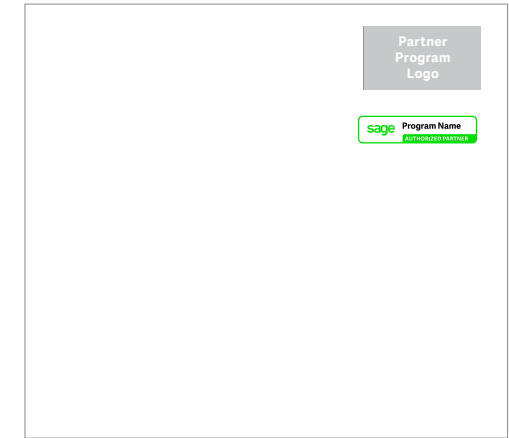 Partner
Program
Logo
sage Program Name
AUTHORIZED PARTNER